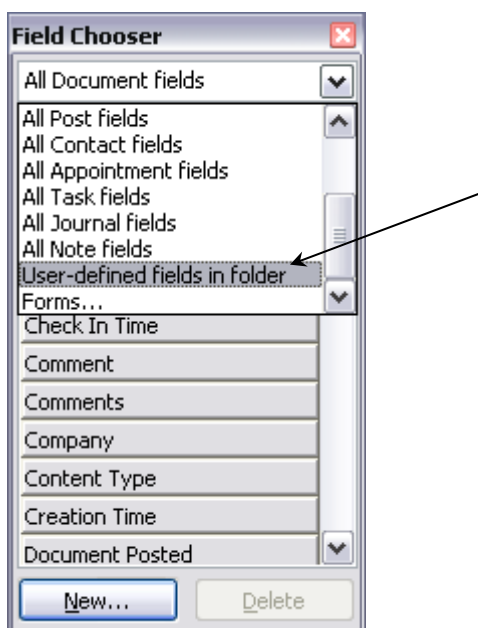 Field Chooser
All Document fields
All Post fields
All Contact fields
All Appointment fields
All Task fields
All Journal fields
All Note fields
User-defined fields in folder
Forms...
Check In Time
Comment
Comments
Company
Content Type
Creation Time
Document Posted
New... Delete